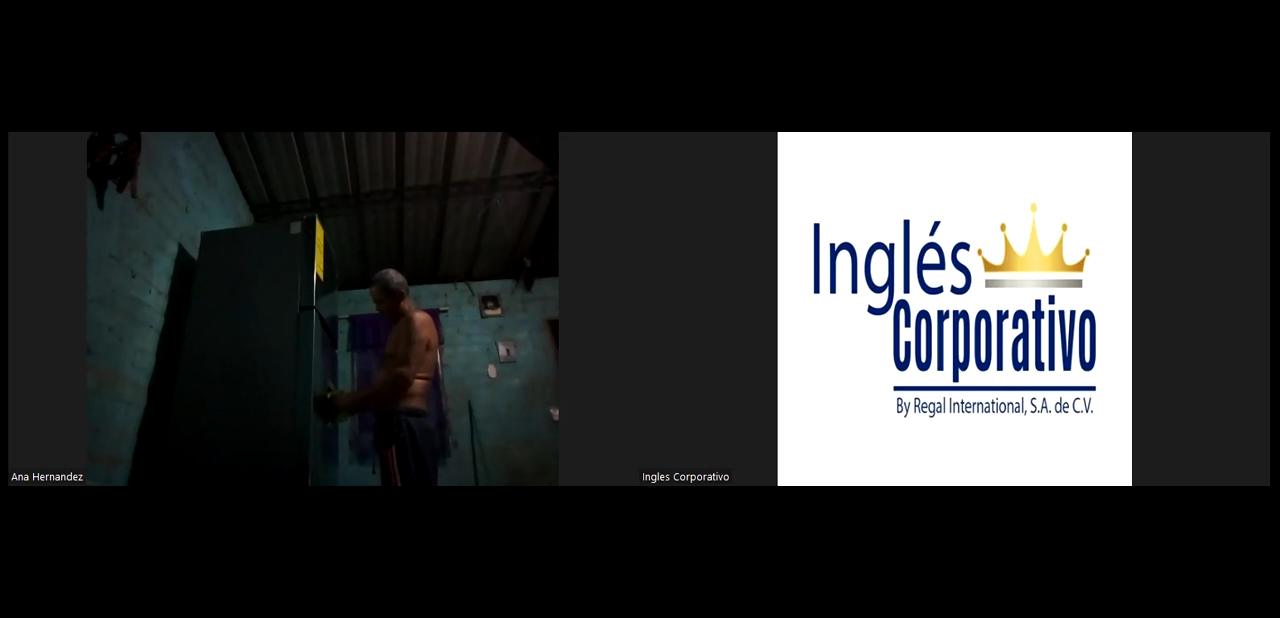 Inglés
Corporativo
By Regal International, S.A. de C.V.
Ana Hernandez
Ingles Corporativo